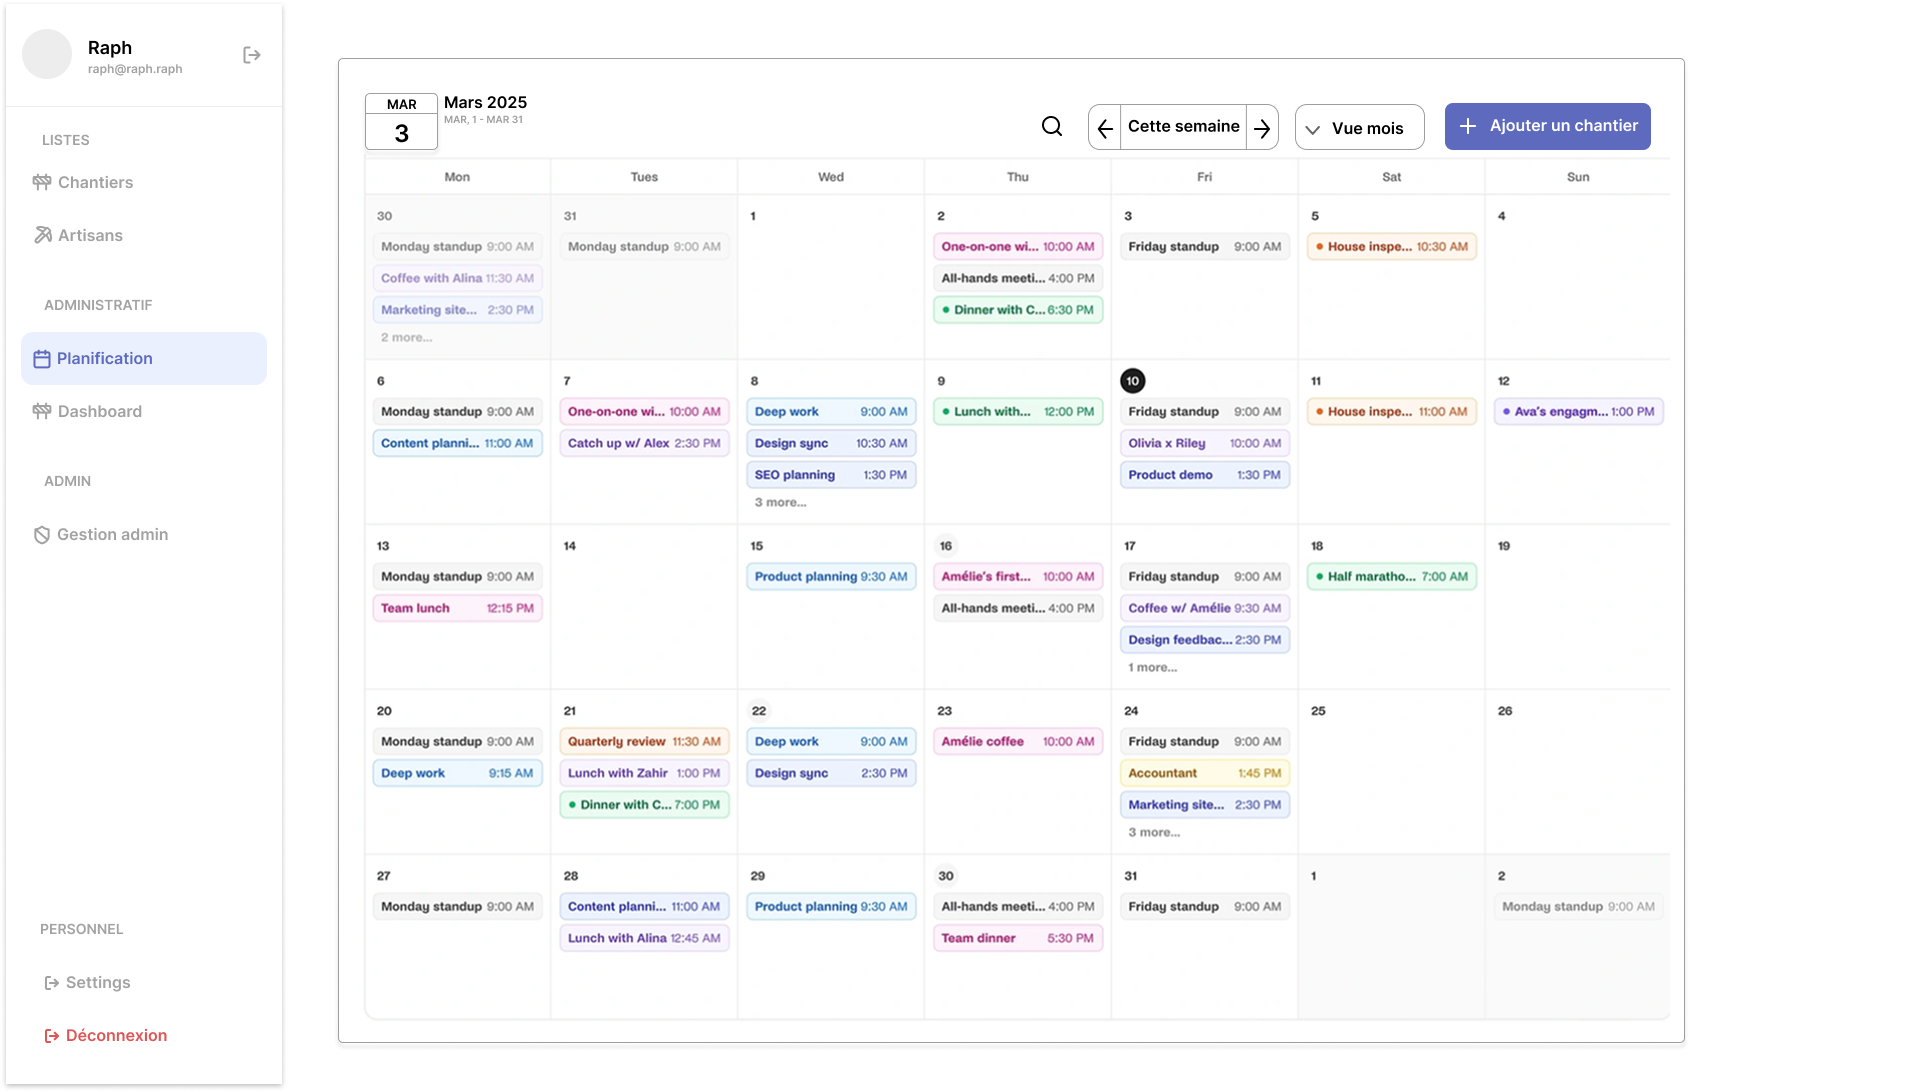 Raph
raph@raph.raph
LISTES
Chantiers
Artisans
ADMINISTRATIF
Planification
Dashboard
ADMIN
Gestion admin
PERSONNEL
Settings
Déconnexion
MAR
3
Mars 2025
MAR, 1 - MAR 31
Cette semaine
Vue mois
Ajouter un chantier
Mon Tues Wed Thu Fri Sat Sun
30
Monday standup 9:00 AM
Coffee with Alina 11:30 AM
Marketing site... 2:30 PM
2 more...
31
Monday standup 9:00 AM
1
2
One-on-one wi... 10:00 AM
All-hands meeti... 4:00 PM
Dinner with C... 6:30 PM
3
Friday standup 9:00 AM
5
House inspe... 10:30 AM
4
6
Monday standup 9:00 AM
Content planni... 11:00 AM
7
One-on-one wi... 10:00 AM
Catch up w/ Alex 2:30 PM
8
Deep work 9:00 AM
Design sync 10:30 AM
SEO planning 1:30 PM
3 more...
9
Lunch with... 12:00 PM
10
Friday standup 9:00 AM
Olivia x Riley 10:00 AM
Product demo 1:30 PM
11
House inspe... 11:00 AM
12
Ava's engagm... 1:00 PM
13
Monday standup 9:00 AM
Team lunch 12:15 PM
14
15
Product planning 9:30 AM
16
Amélie's first... 10:00 AM
All-hands meeti... 4:00 PM
17
Friday standup 9:00 AM
Coffee w/ Amélie 9:30 AM
Design feedbac... 2:30 PM
1 more...
18
Half maratho... 7:00 AM
19
20
Monday standup 9:00 AM
Deep work 9:15 AM
21
Quarterly review 11:30 AM
Lunch with Zahir 1:00 PM
Dinner with C... 7:00 PM
22
Deep work 9:00 AM
Design sync 2:30 PM
23
Amélie coffee 10:00 AM
24
Friday standup 9:00 AM
Accountant 1:45 PM
Marketing site... 2:30 PM
3 more...
25
26
27
Monday standup 9:00 AM
28
Content planni... 11:00 AM
Lunch with Alina 12:45 AM
29
Product planning 9:30 AM
30
All-hands meeti... 4:00 PM
Team dinner 5:30 PM
31
Friday standup 9:00 AM
1
2
Monday standup 9:00 AM